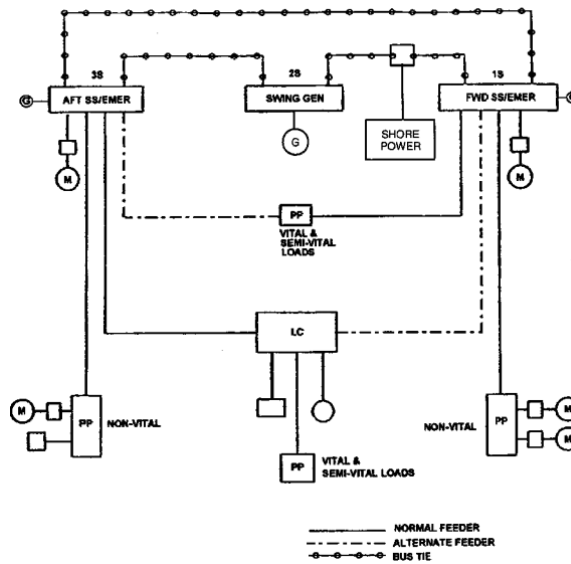 3S
2S
1S
G
AFT SS/EMER
SWING GEN
FWD SS/EMER
G
G
SHORE
POWER
M
M
PP
VITAL &
SEMI-VITAL
LOADS
LC
M
PP
NON-VITAL
NON-VITAL
PP
M
M
PP
VITAL &
SEMI-VITAL LOADS
NORMAL FEEDER
ALTERNATE FEEDER
BUS TIE